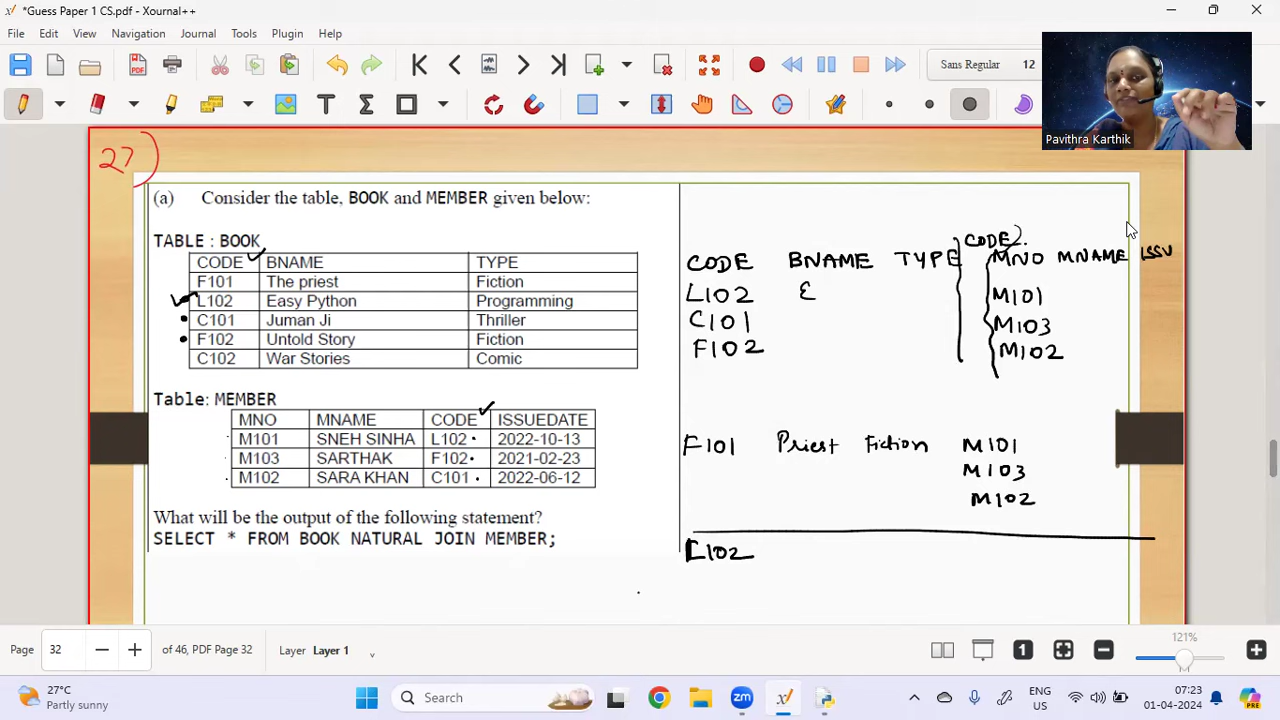 *Guess Paper 1 CS.pdf - Xournal++
File Edit View Navigation Journal Tools Plugin Help
Sans Regular 12
Pavithra Karthik
27)
(a) Consider the table, BOOK and MEMBER given below:
TABLE : BOOK
CODE BNAME TYPE
F101 The priest Fiction
L102 Easy Python Programming
C101 Juman Ji Thriller
F102 Untold Story Fiction
C102 War Stories Comic
Table: MEMBER
MNO MNAME CODE ISSUEDATE
M101 SNEH SINHA L102 2022-10-13
M103 SARTHAK F102 2021-02-23
M102 SARA KHAN C101 2022-06-12
What will be the output of the following statement?
SELECT * FROM BOOK NATURAL JOIN MEMBER;
CODE).
CODE BNAME TYPE MNO MNAME ISSU
L102 E M101
C101 M103
F102 M102
F101 Priest Fiction M101
M103
M102
L102
Page 32 of 46, PDF Page 32 Layer Layer 1 121%
27°C
Partly sunny
Search
ENG
US
07:23
01-04-2024